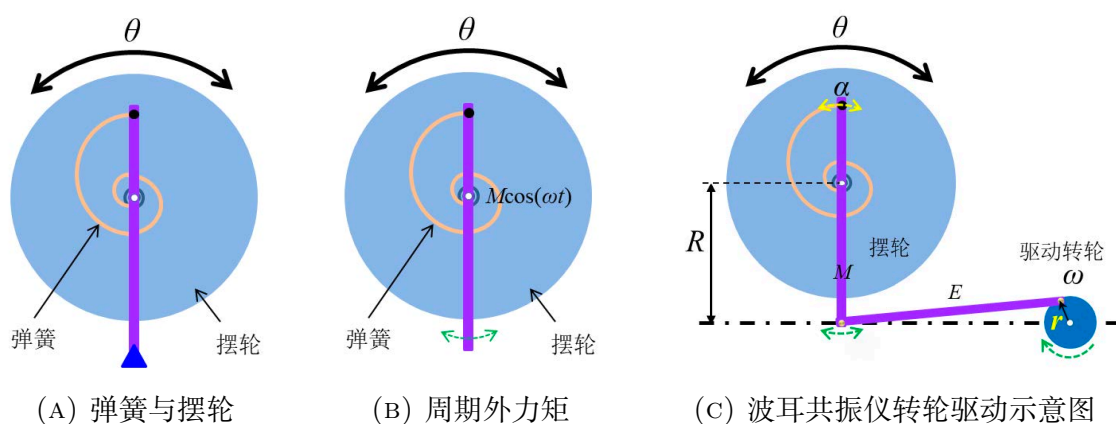 θ
弹簧
摆轮
(A) 弹簧与摆轮
θ
Mcos(ωt)
弹簧
摆轮
(B) 周期外力矩
θ
α
R
摆轮
M
E
驱动转轮
ω
r
(C) 波耳共振仪转轮驱动示意图